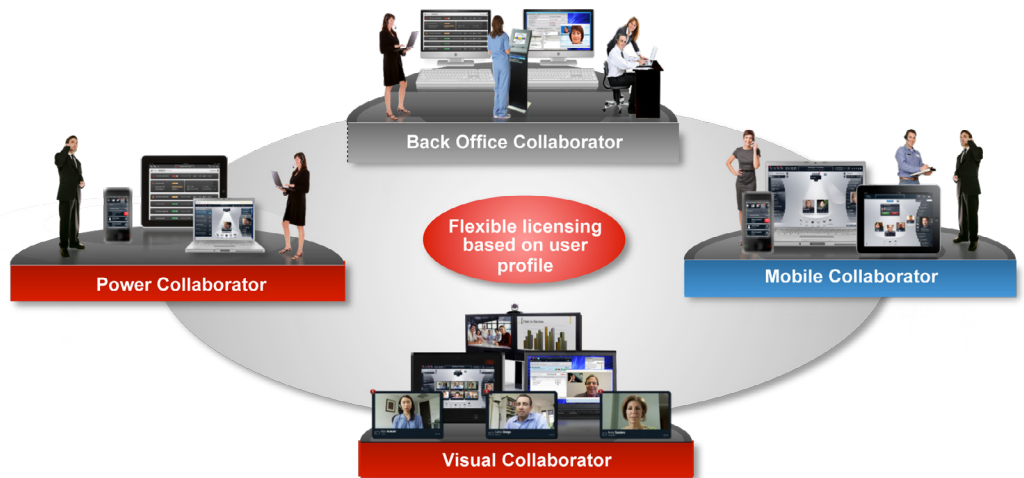 Back Office Collaborator
Flexible licensing
based on user
profile
Power Collaborator
Mobile Collaborator
Visual Collaborator